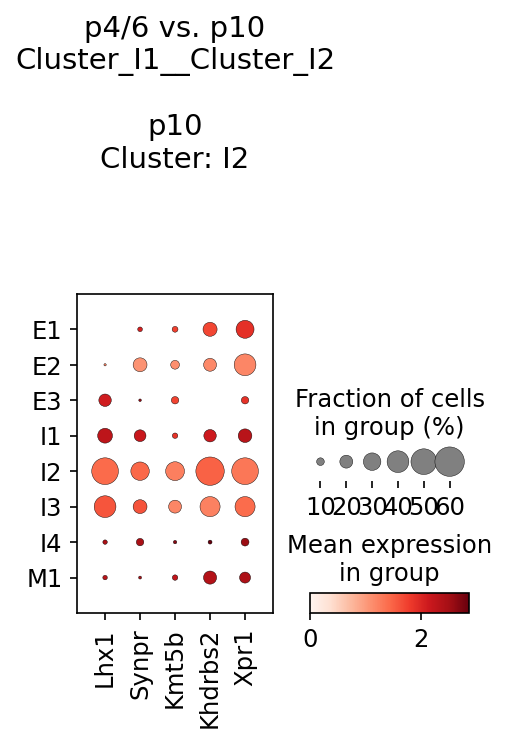 p4/6 vs. p10
Cluster_I1__Cluster_I2
p10
Cluster: I2
E1
E2
E3
I1
I2
I3
I4
M1
Lhx1
Synpr
Kmt5b
Khdrbs2
Xpr1
Fraction of cells
in group (%)
10 20 30 40 50 60
Mean expression
in group
0 2